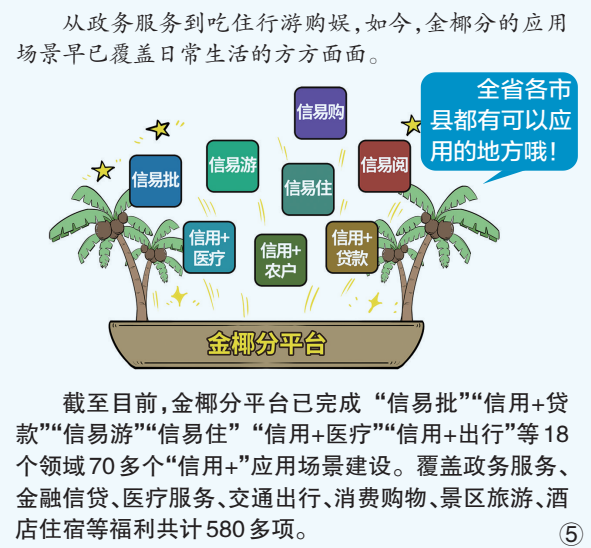 从政务服务到吃住行游购娱,如今,金椰分的应用
场景早已覆盖日常生活的方方面面。
全省各市
县都有可以应
用的地方哦!
信易购
信易批
信易游
信易住
信易阅
信用+
医疗
信用+
农户
信用+
贷款
金椰分平台
截至目前,金椰分平台已完成“信易批”“信用+贷
款”“信易游”“信易住”“信用+医疗”“信用+出行”等18
个领域70多个“信用+”应用场景建设。覆盖政务服务、
金融信贷、医疗服务、交通出行、消费购物、景区旅游、酒
店住宿等福利共计580多项。
⑤